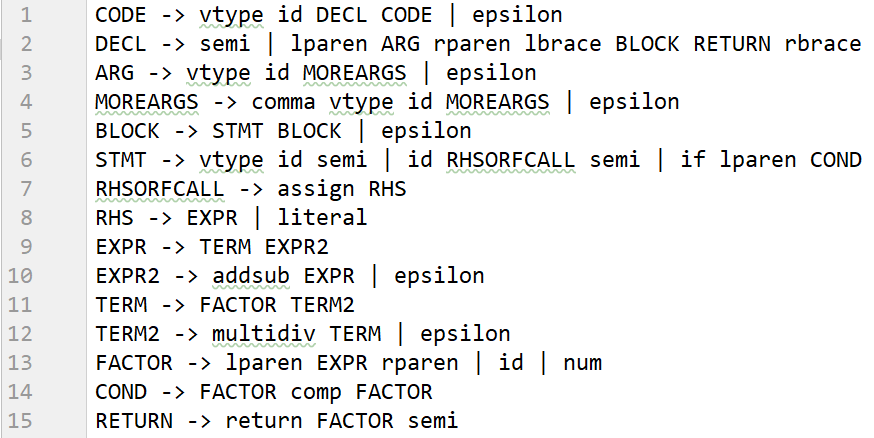 1 CODE -> vtype id DECL CODE | epsilon
2 DECL -> semi | lparen ARG rparen lbrace BLOCK RETURN rbrace
3 ARG -> vtype id MOREARGS | epsilon
4 MOREARGS -> comma vtype id MOREARGS | epsilon
5 BLOCK -> STMT BLOCK | epsilon
6 STMT -> vtype id semi | id RHSORFCALL semi | if lparen COND
7 RHSORFCALL -> assign RHS
8 RHS -> EXPR | literal
9 EXPR -> TERM EXPR2
10 EXPR2 -> addsub EXPR | epsilon
11 TERM -> FACTOR TERM2
12 TERM2 -> multidiv TERM | epsilon
13 FACTOR -> lparen EXPR rparen | id | num
14 COND -> FACTOR comp FACTOR
15 RETURN -> return FACTOR semi